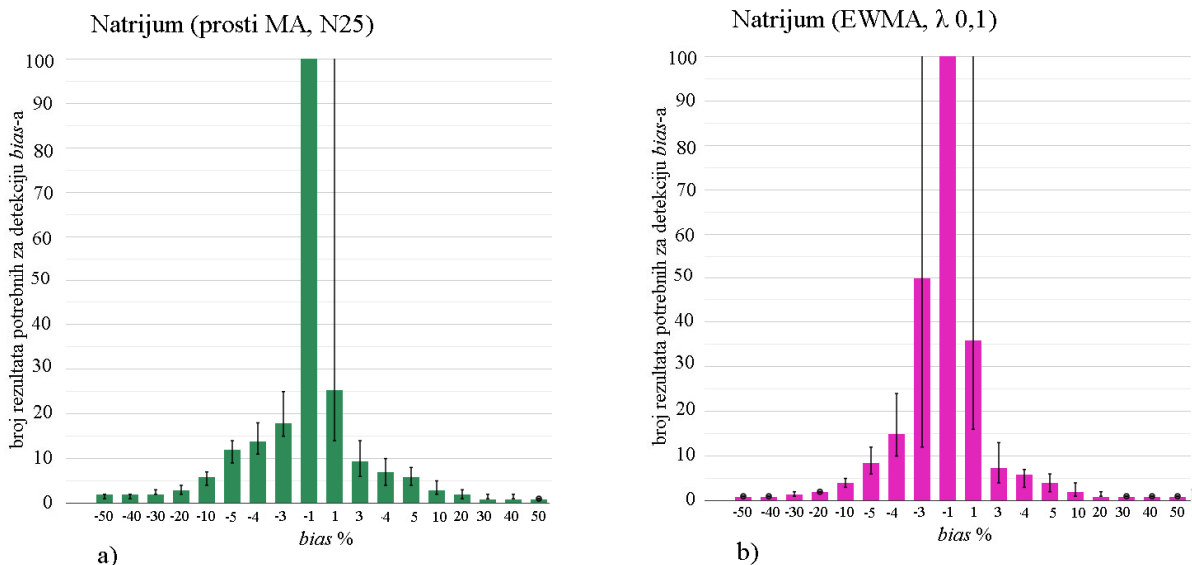 Natrijum (prosti MA, N25)
broj rezultata potrebnih za detekciju bias-a
100
90
80
70
60
50
40
30
20
10
0
-50 -40 -30 -20 -10 -5 -4 -3 -1 1 3 4 5 10 20 30 40 50
bias %
a)
Natrijum (EWMA, λ 0,1)
broj rezultata potrebnih za detekciju bias-a
100
90
80
70
60
50
40
30
20
10
0
-50 -40 -30 -20 -10 -5 -4 -3 -1 1 3 4 5 10 20 30 40 50
bias %
b)